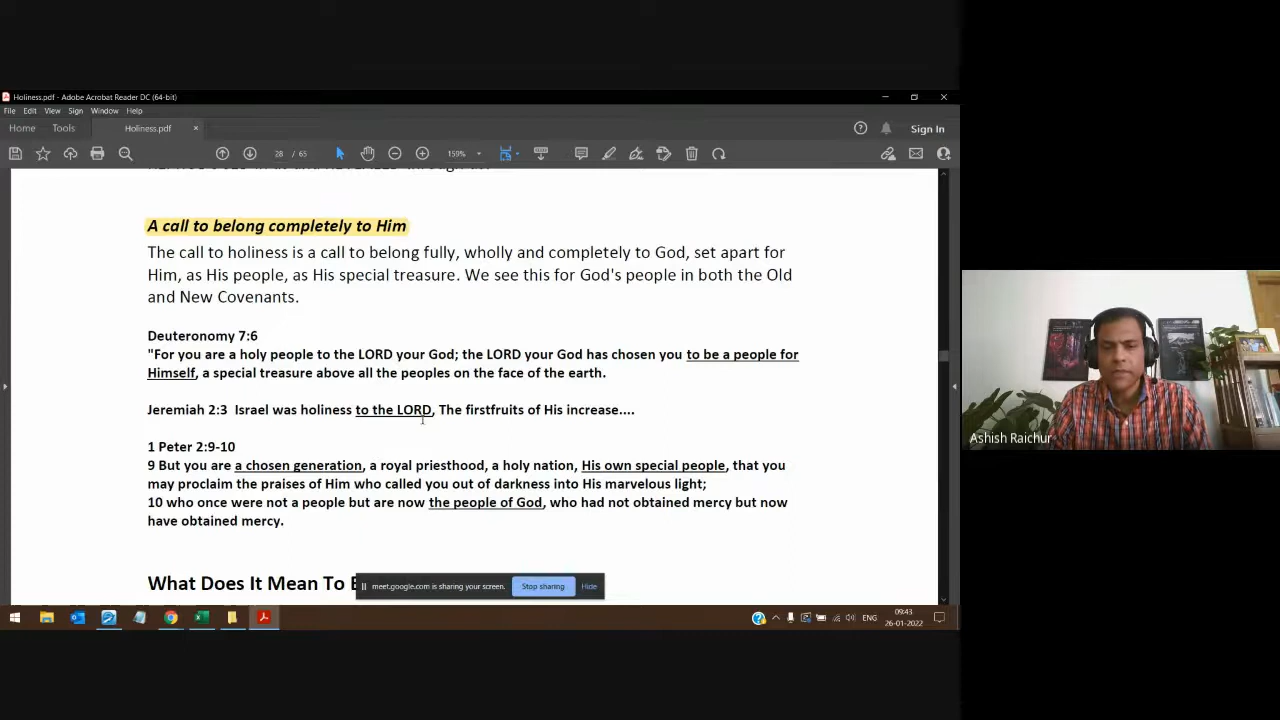 Holiness.pdf - Adobe Acrobat Reader DC (64-bit)
File Edit View Sign Window Help
Home Tools Holiness.pdf × Sign In
28 / 65 159%
A call to belong completely to Him
The call to holiness is a call to belong fully, wholly and completely to God, set apart for
Him, as His people, as His special treasure. We see this for God's people in both the Old
and New Covenants.
Deuteronomy 7:6
"For you are a holy people to the LORD your God; the LORD your God has chosen you to be a people for
Himself, a special treasure above all the peoples on the face of the earth.
Jeremiah 2:3 Israel was holiness to the LORD, The firstfruits of His increase....
1 Peter 2:9-10
9 But you are a chosen generation, a royal priesthood, a holy nation, His own special people, that you
may proclaim the praises of Him who called you out of darkness into His marvelous light;
10 who once were not a people but are now the people of God, who had not obtained mercy but now
have obtained mercy.
What Does It Mean To
meet.google.com is sharing your screen. Stop sharing Hide
ENG 09:43
26-01-2022
Ashish Raichur